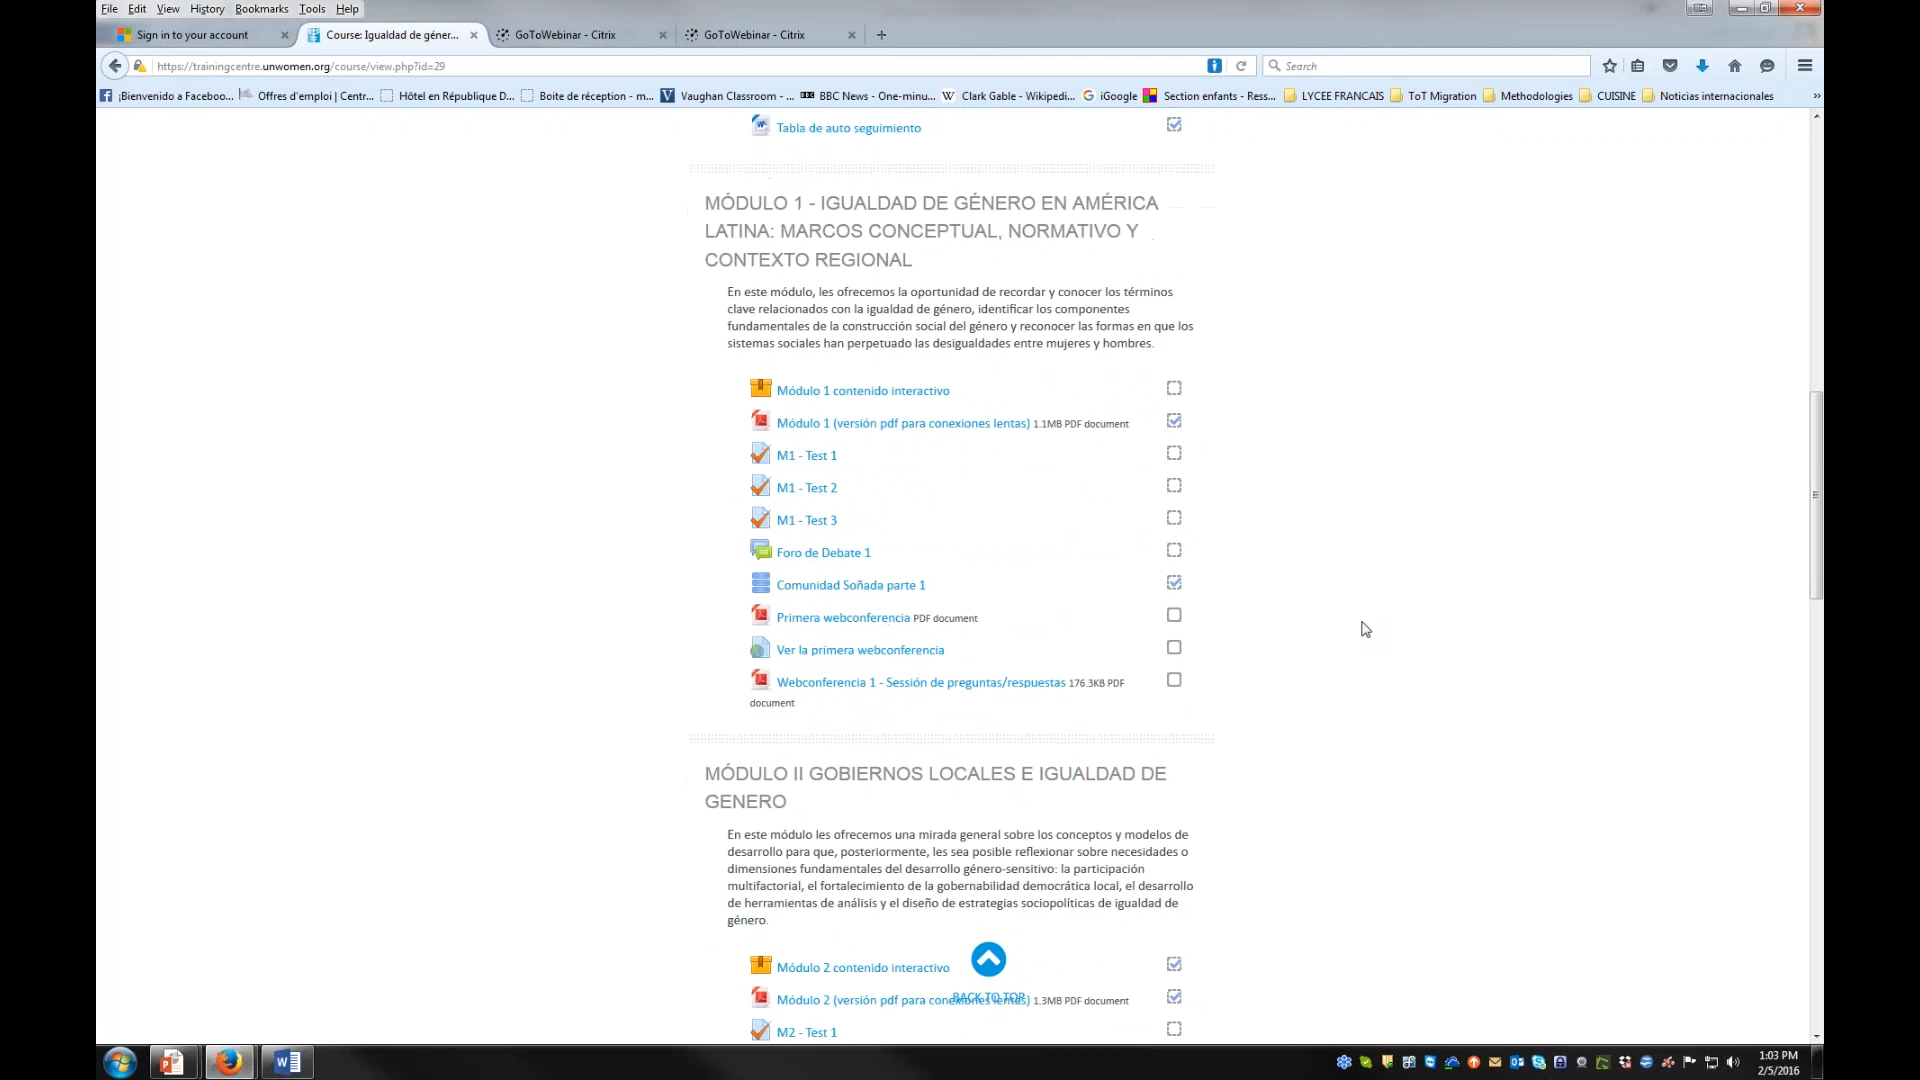 File Edit View History Bookmarks Tools Help
Sign in to your account
Course: Igualdad de géner...
GoToWebinar - Citrix
GoToWebinar - Citrix
https://trainingcentre.unwomen.org/course/view.php?id=29
Search
¡Bienvenido a Faceboo... Offres d'emploi | Centr... Hôtel en République D... Boite de réception - m... Vaughan Classroom - ... BBC News - One-minu... Clark Gable - Wikipedi... iGoogle Section enfants - Ress... LYCEE FRANCAIS ToT Migration Methodologies CUISINE Noticias internacionales
Tabla de auto seguimiento
MÓDULO 1 - IGUALDAD DE GÉNERO EN AMÉRICA
LATINA: MARCOS CONCEPTUAL, NORMATIVO Y
CONTEXTO REGIONAL
En este módulo, les ofrecemos la oportunidad de recordar y conocer los términos
clave relacionados con la igualdad de género, identificar los componentes
fundamentales de la construcción social del género y reconocer las formas en que los
sistemas sociales han perpetuado las desigualdades entre mujeres y hombres.
Módulo 1 contenido interactivo
Módulo 1 (versión pdf para conexiones lentas) 1.1MB PDF document
M1 - Test 1
M1 - Test 2
M1 - Test 3
Foro de Debate 1
Comunidad Soñada parte 1
Primera webconferencia PDF document
Ver la primera webconferencia
Webconferencia 1 - Sessión de preguntas/respuestas 176.3KB PDF
document
MÓDULO II GOBIERNOS LOCALES E IGUALDAD DE
GENERO
En este módulo les ofrecemos una mirada general sobre los conceptos y modelos de
desarrollo para que, posteriormente, les sea posible reflexionar sobre necesidades o
dimensiones fundamentales del desarrollo género-sensitivo: la participación
multifactorial, el fortalecimiento de la gobernabilidad democrática local, el desarrollo
de herramientas de análisis y el diseño de estrategias sociopolíticas de igualdad de
género.
Módulo 2 contenido interactivo
BACK TO TOP
Módulo 2 (versión pdf para conexiones lentas) 1.3MB PDF document
M2 - Test 1
1:03 PM
2/5/2016